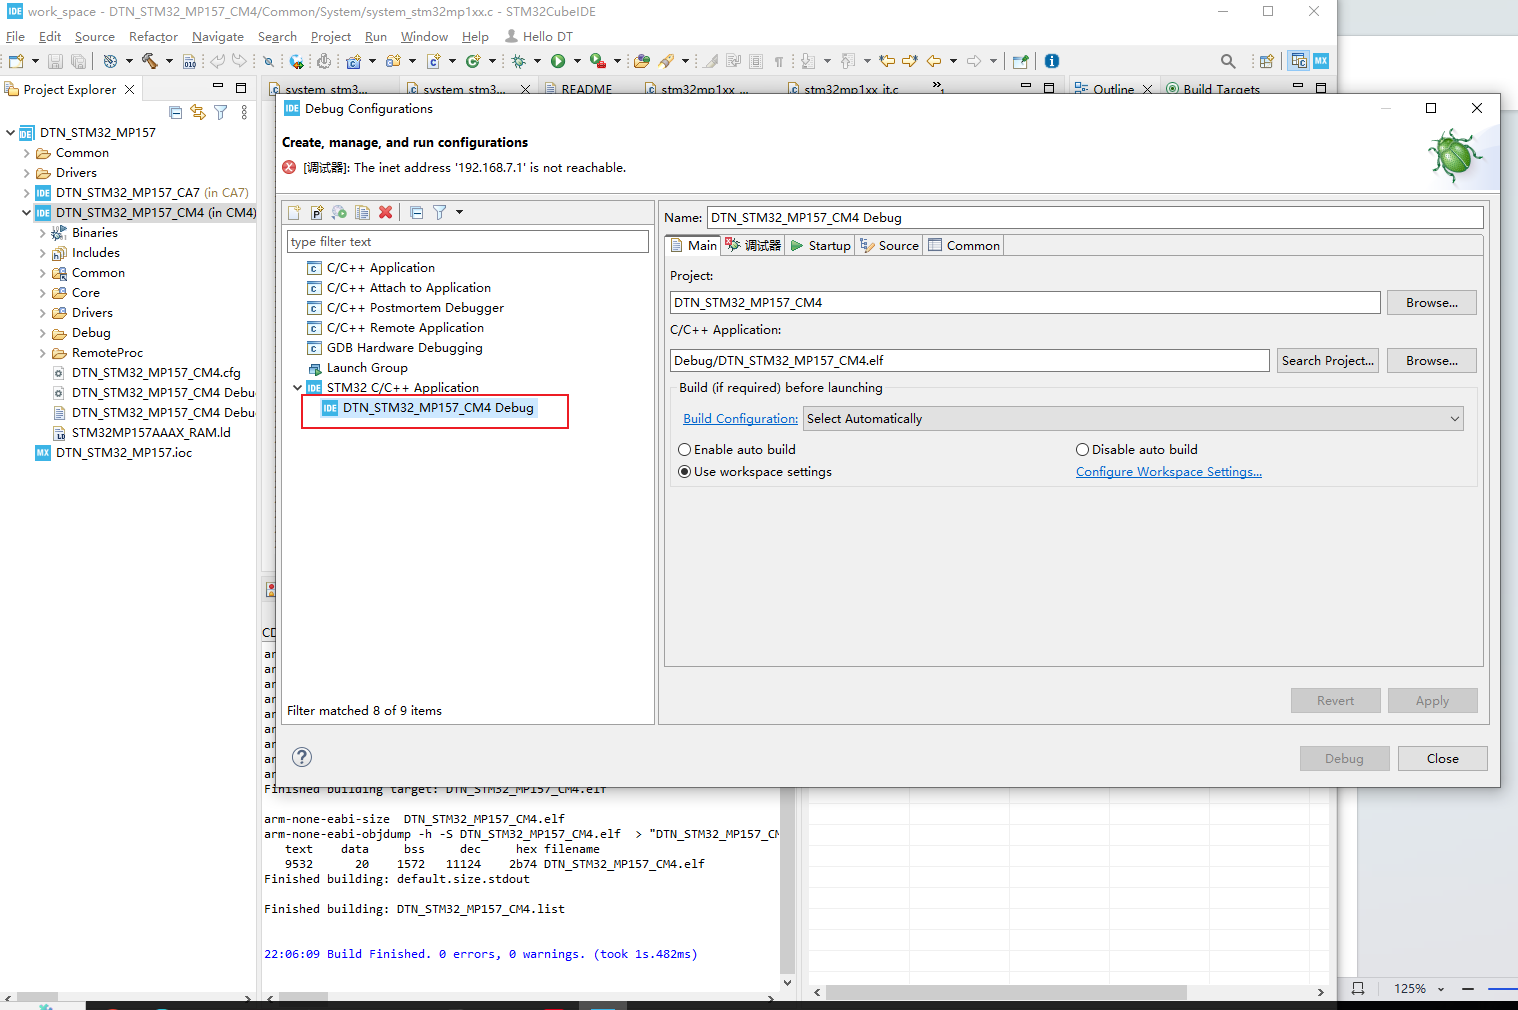 IDE work_space - DTN_STM32_MP157_CM4/Common/System/system_stm32mp1xx.c - STM32CubeIDE
File Edit Source Refactor Navigate Search Project Run Window Help Hello DT
Project Explorer
system_stm3...
system_stm3...
README
stm32mp1xx_...
stm32mp1xx_it.c
Outline
Build Targets
DTN_STM32_MP157
Common
Drivers
DTN_STM32_MP157_CA7 (in CA7)
DTN_STM32_MP157_CM4 (in CM4)
Binaries
Includes
Common
Core
Drivers
Debug
RemoteProc
DTN_STM32_MP157_CM4.cfg
DTN_STM32_MP157_CM4 Debu
DTN_STM32_MP157_CM4 Debu
STM32MP157AAAX_RAM.ld
MX DTN_STM32_MP157.ioc
IDE Debug Configurations
Create, manage, and run configurations
[调试器]: The inet address '192.168.7.1' is not reachable.
type filter text
C/C++ Application
C/C++ Attach to Application
C/C++ Postmortem Debugger
C/C++ Remote Application
GDB Hardware Debugging
Launch Group
IDE STM32 C/C++ Application
IDE DTN_STM32_MP157_CM4 Debug
Filter matched 8 of 9 items
Name: DTN_STM32_MP157_CM4 Debug
Main 调试器 Startup Source Common
Project:
DTN_STM32_MP157_CM4 Browse...
C/C++ Application:
Debug/DTN_STM32_MP157_CM4.elf Search Project... Browse...
Build (if required) before launching
Build Configuration: Select Automatically
Enable auto build Disable auto build
Use workspace settings Configure Workspace Settings...
Revert Apply
Debug Close
Finished building target: DTN_STM32_MP157_CM4.elf
arm-none-eabi-size DTN_STM32_MP157_CM4.elf
arm-none-eabi-objdump -h -S DTN_STM32_MP157_CM4.elf > "DTN_STM32_MP157_CM
text data bss dec hex filename
9532 20 1572 11124 2b74 DTN_STM32_MP157_CM4.elf
Finished building: default.size.stdout
Finished building: DTN_STM32_MP157_CM4.list
22:06:09 Build Finished. 0 errors, 0 warnings. (took 1s.482ms)
125%